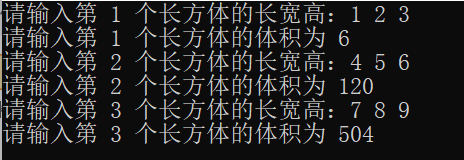 请输入第 1 个长方体的长宽高：1 2 3
请输入第 1 个长方体的体积为 6
请输入第 2 个长方体的长宽高：4 5 6
请输入第 2 个长方体的体积为 120
请输入第 3 个长方体的长宽高：7 8 9
请输入第 3 个长方体的体积为 504